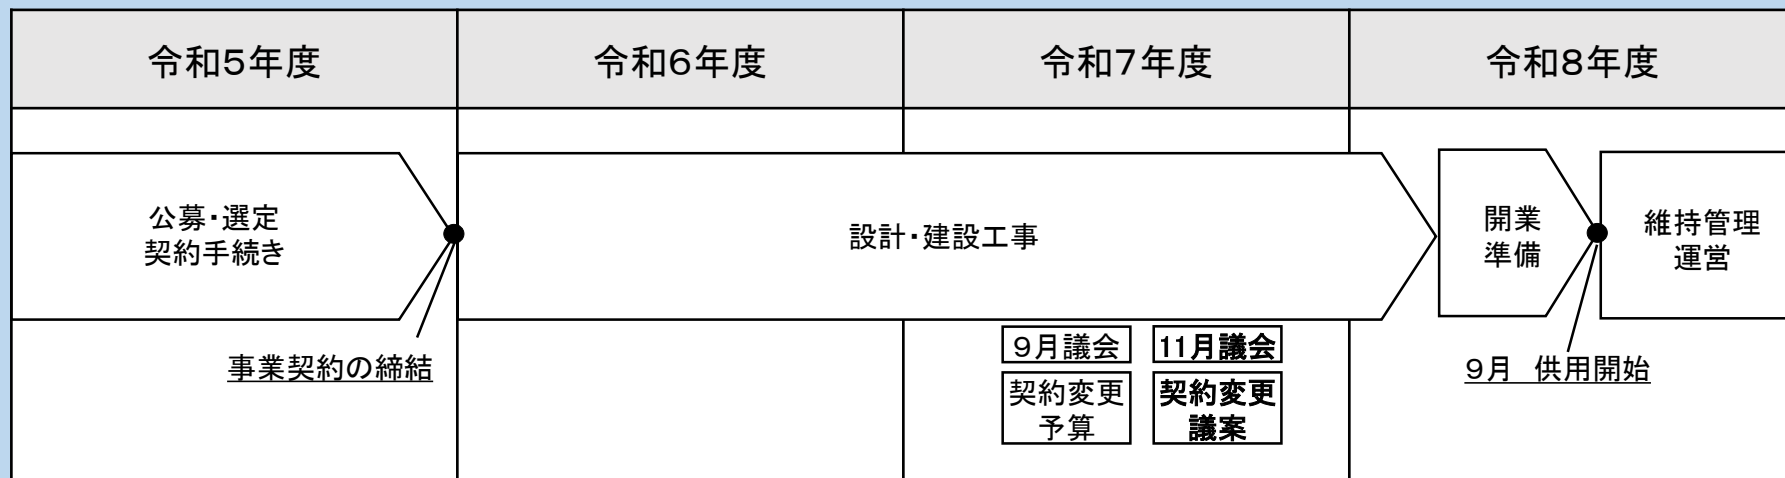 令和5年度
令和6年度
令和7年度
令和8年度
公募・選定
契約手続き
設計・建設工事
開業
準備
維持管理
運営
事業契約の締結
9月議会
契約変更
予算
11月議会
契約変更
議案
9月　供用開始